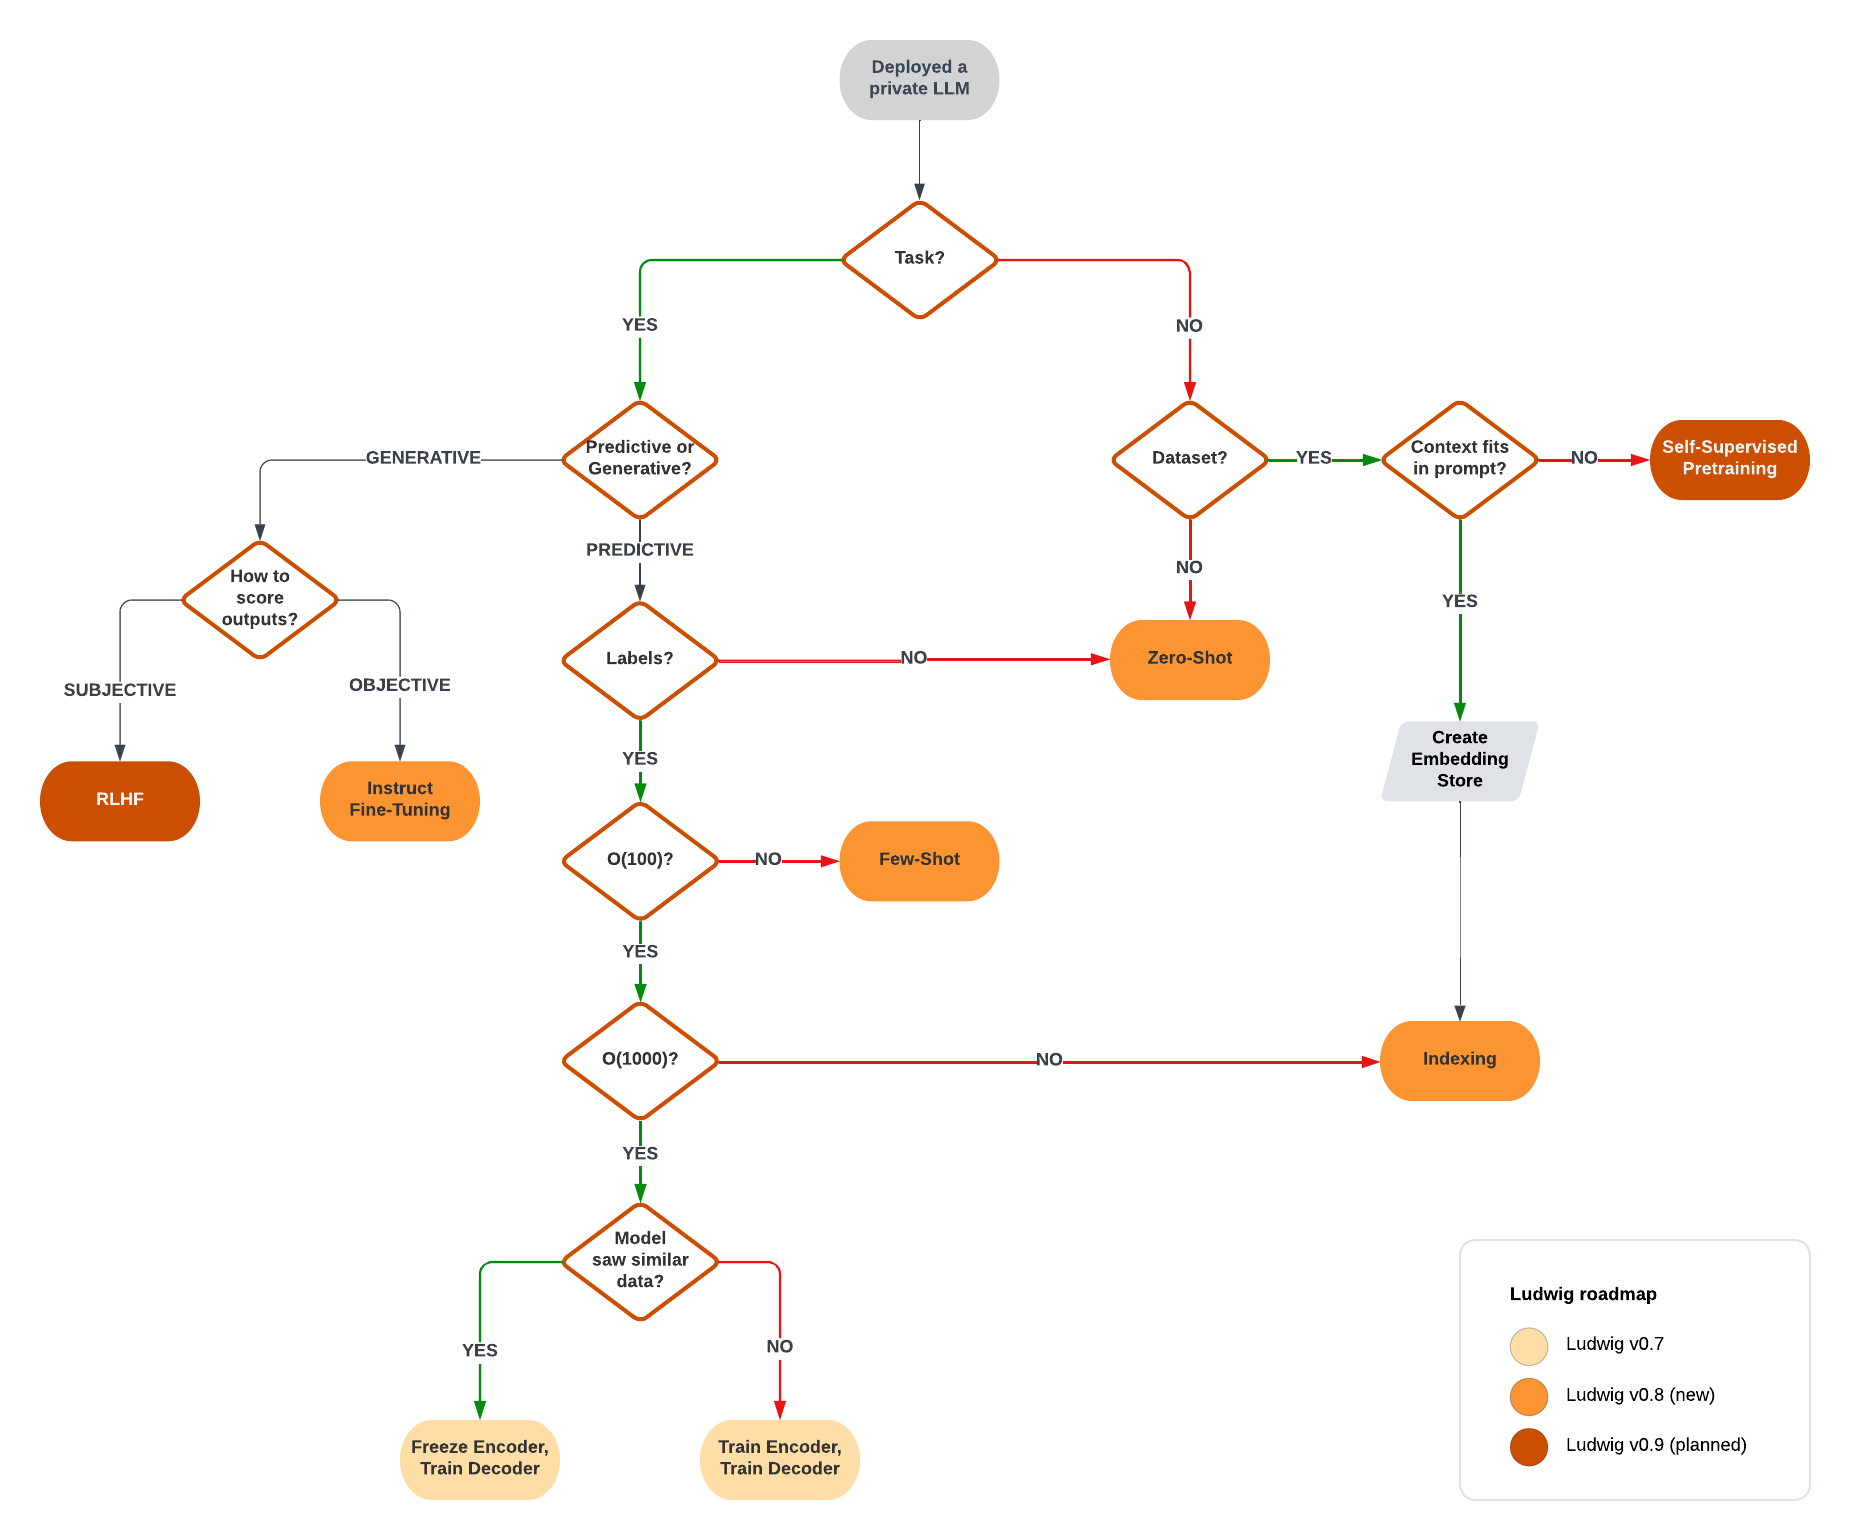 Deployed a
private LLM
Task?
YES
NO
Predictive or
Generative?
GENERATIVE
PREDICTIVE
Dataset?
YES
Context fits
in prompt?
NO
Self-Supervised
Pretraining
How to
score
outputs?
SUBJECTIVE
OBJECTIVE
NO
YES
Labels?
NO
Zero-Shot
RLHF
Instruct
Fine-Tuning
YES
Create
Embedding
Store
O(100)?
NO
Few-Shot
YES
O(1000)?
NO
Indexing
YES
Model
saw similar
data?
YES
NO
Freeze Encoder,
Train Decoder
Train Encoder,
Train Decoder
Ludwig roadmap
Ludwig v0.7
Ludwig v0.8 (new)
Ludwig v0.9 (planned)